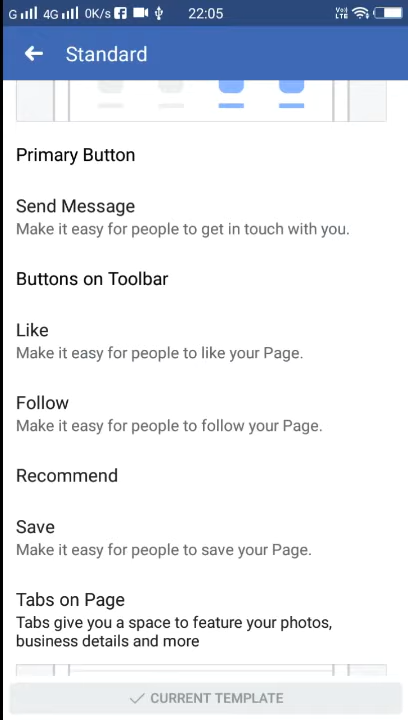 G 4G 0K/s 22:05 VoI) LTE
Standard
Primary Button
Send Message
Make it easy for people to get in touch with you.
Buttons on Toolbar
Like
Make it easy for people to like your Page.
Follow
Make it easy for people to follow your Page.
Recommend
Save
Make it easy for people to save your Page.
Tabs on Page
Tabs give you a space to feature your photos,
business details and more
CURRENT TEMPLATE